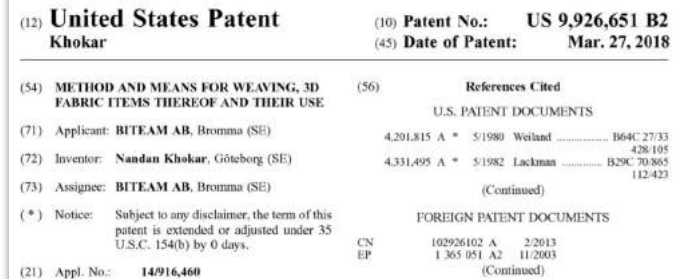 (12) United States Patent
Khokar
(10) Patent No.: US 9,926,651 B2
(45) Date of Patent: Mar. 27, 2018
(54) METHOD AND MEANS FOR WEAVING, 3D
FABRIC ITEMS THEREOF AND THEIR USE
(71) Applicant: BITEAM AB, Bromma (SE)
(72) Inventor: Nandan Khokar, Göteborg (SE)
(73) Assignee: BITEAM AB, Bromma (SE)
( * ) Notice: Subject to any disclaimer, the term of this
patent is extended or adjusted under 35
U.S.C. 154(b) by 0 days.
(21) Appl. No.: 14/916,460
(56) References Cited
U.S. PATENT DOCUMENTS
4,201,815 A * 5/1980 Weiland ................. B64C 27/33
428/105
4,331,495 A * 5/1982 Lackman .............. B29C 70/865
112/423
(Continued)
FOREIGN PATENT DOCUMENTS
CN 102926102 A 2/2013
EP 1 365 051 A2 11/2003
(Continued)